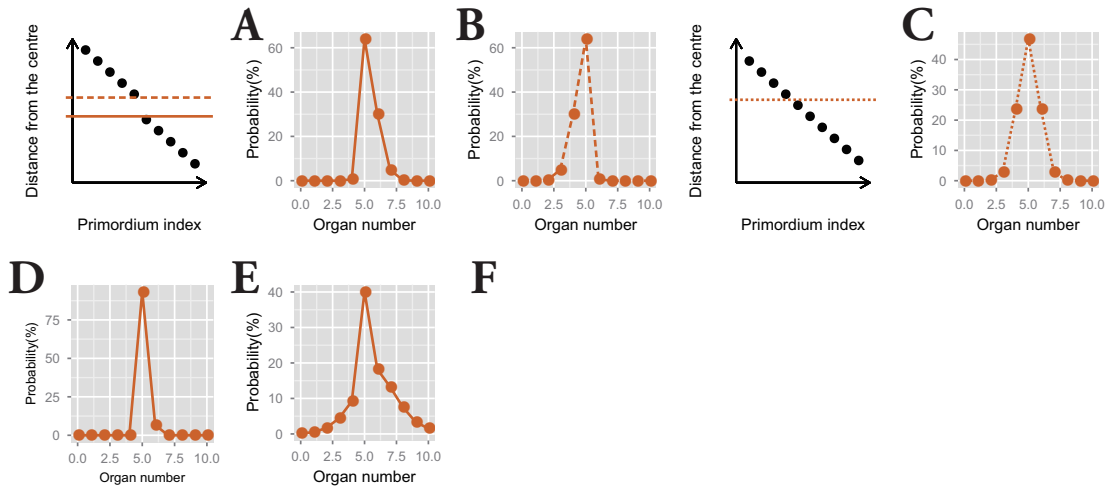 A
B
C
Distance from the centre
Primordium index
Probability(%)
60
40
20
0
0.0 2.5 5.0 7.5 10.0
Organ number
Probability(%)
60
40
20
0
0.0 2.5 5.0 7.5 10.0
Organ number
Distance from the centre
Primordium index
Probability(%)
40
30
20
10
0
0.0 2.5 5.0 7.5 10.0
Organ number
D
E
F
Probability(%)
75
50
25
0
0.0 2.5 5.0 7.5 10.0
Organ number
Probability(%)
40
30
20
10
0
0.0 2.5 5.0 7.5 10.0
Organ number